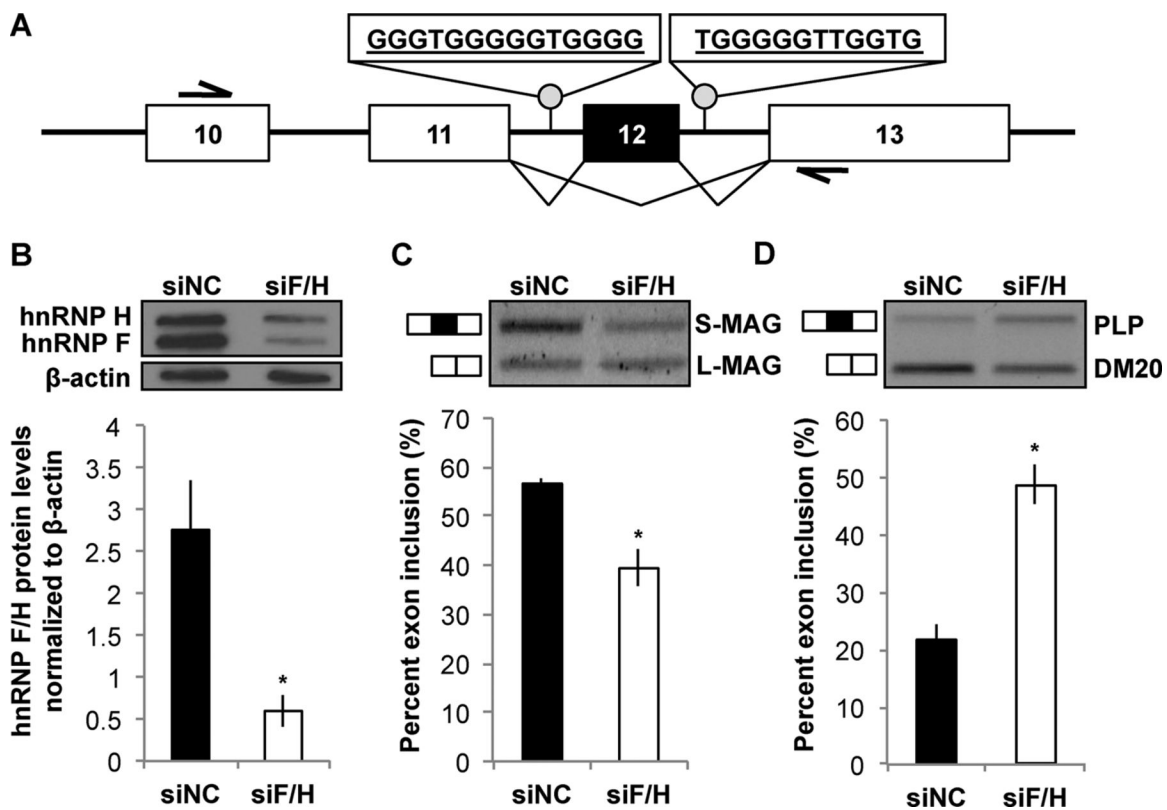 A
GGGTGGGGGTGGGG
TGGGGGTTGGTG
10
11
12
13
B
siNC siF/H
hnRNP H
hnRNP F
β-actin
hnRNP F/H protein levels
normalized to β-actin
4
3.5
3
2.5
2
1.5
1
0.5
0
*
siNC siF/H
C
siNC siF/H
S-MAG
L-MAG
Percent exon inclusion (%)
70
60
50
40
30
20
10
0
*
siNC siF/H
D
siNC siF/H
PLP
DM20
Percent exon inclusion (%)
60
50
40
30
20
10
0
*
siNC siF/H